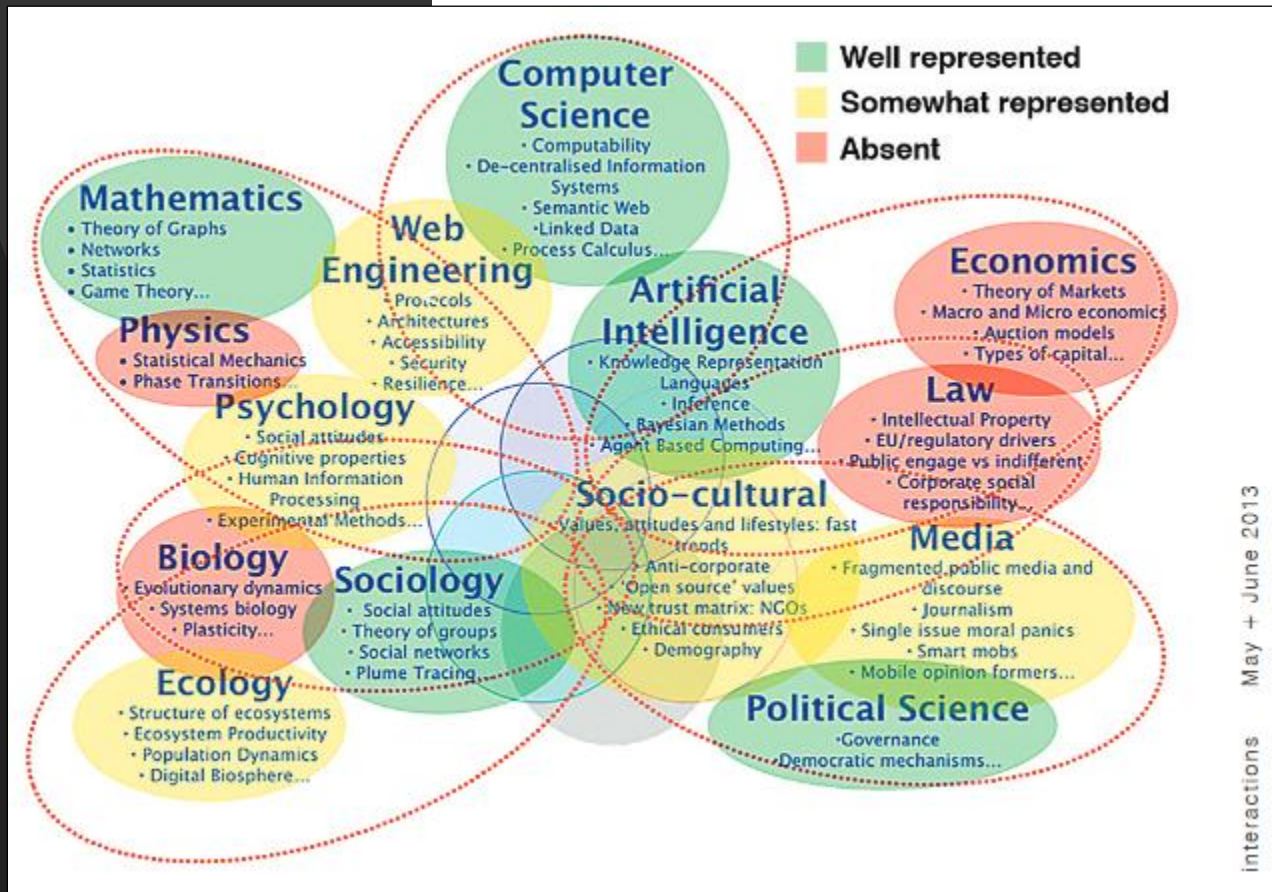 Well represented
Somewhat represented
Absent
Computer
Science
• Computability
• De-centralised Information
Systems
• Semantic Web
•Linked Data
• Process Calculus...
Mathematics
• Theory of Graphs
• Networks
• Statistics
• Game Theory...
Web
Engineering
• Protocols
• Architectures
• Accessibility
• Security
• Resilience...
Artificial
Intelligence
• Knowledge Representation
Languages
• Inference
• Bayesian Methods
• Agent Based Computing...
Economics
• Theory of Markets
• Macro and Micro economics
• Auction models
• Types of capital...
Physics
• Statistical Mechanics
• Phase Transitions...
Law
• Intellectual Property
• EU/regulatory drivers
• Public engage vs indifferent
• Corporate social
responsibility...
Psychology
• Social attitudes
• Cognitive properties
• Human Information
Processing
• Experimental Methods...
Socio-cultural
Values, attitudes and lifestyles: fast
trends
• Anti-corporate
• 'Open source' values
• New trust matrix: NGOs
• Ethical consumers
• Demography
Media
• Fragmented public media and
discourse
• Journalism
• Single issue moral panics
• Smart mobs
• Mobile opinion formers...
Biology
• Evolutionary dynamics
• Systems biology
• Plasticity...
Sociology
• Social attitudes
• Theory of groups
• Social networks
• Plume Tracing...
Ecology
• Structure of ecosystems
• Ecosystem Productivity
• Population Dynamics
• Digital Biosphere...
Political Science
•Governance
•Democratic mechanisms...
interactions May + June 2013